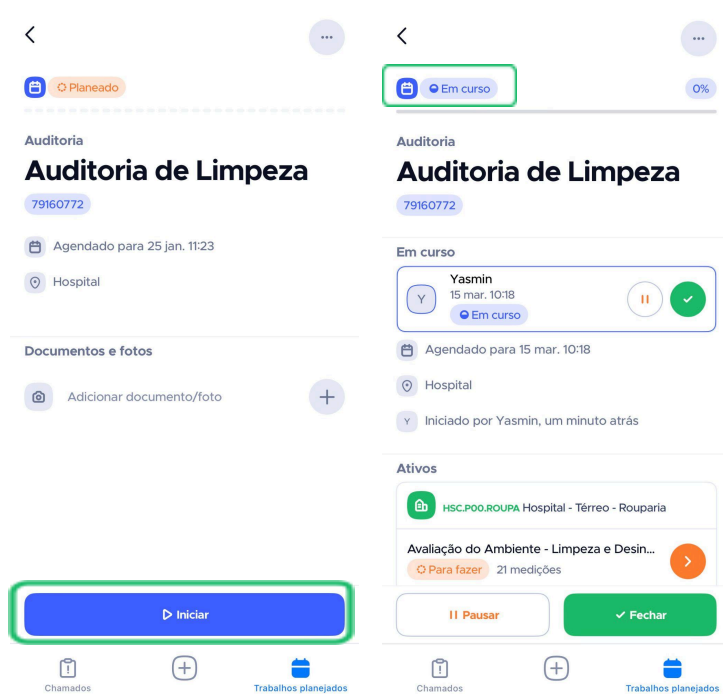 Planeado
Auditoria
Auditoria de Limpeza
79160772
Agendado para 25 jan. 11:23
Hospital
Documentos e fotos
Adicionar documento/foto
Iniciar
Chamados
Trabalhos planejados
Em curso
0%
Auditoria
Auditoria de Limpeza
79160772
Em curso
Y
Yasmin
15 mar. 10:18
Em curso
Agendado para 15 mar. 10:18
Hospital
Y Iniciado por Yasmin, um minuto atrás
Ativos
HSC.P00.ROUPA Hospital - Térreo - Rouparia
Avaliação do Ambiente - Limpeza e Desin...
Para fazer 21 medições
Pausar
Fechar
Chamados
Trabalhos planejados